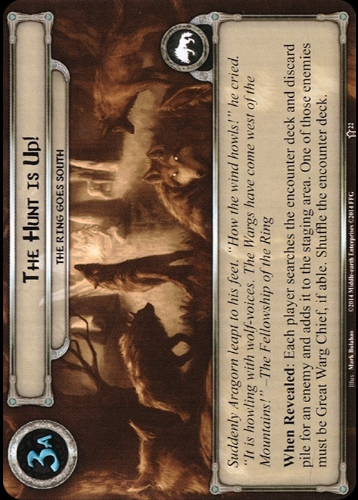 3A
The Hunt is Up!
The Ring Goes South
Suddenly Aragorn leapt to his feet. "How the wind howls!" he cried.
"It is howling with wolf-voices. The Wargs have come west of the
Mountains!" –The Fellowship of the Ring
When Revealed: Each player searches the encounter deck and discard
pile for an enemy and adds it to the staging area. One of those enemies
must be Great Warg Chief, if able. Shuffle the encounter deck.
Illus. Mark Bulahao ©2014 Middle-earth Enterprises ©2014 FFG 22